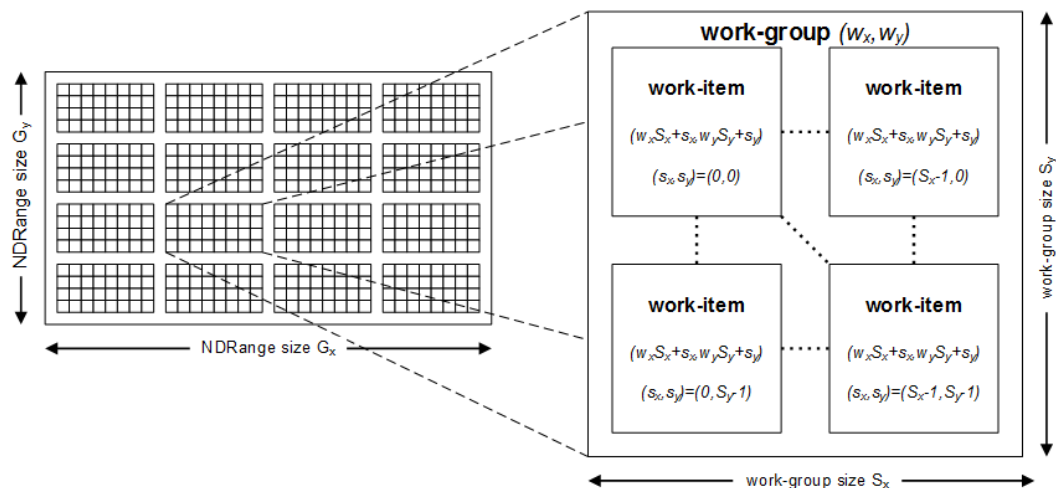 work-group (wx,wy)
work-item
(wxSx+sx,wySy+sy)
(sx,sy)=(0,0)
work-item
(wxSx+sx,wySy+sy)
(sx,sy)=(Sx-1,0)
work-item
(wxSx+sx,wySy+sy)
(sx,sy)=(0,Sy-1)
work-item
(wxSx+sx,wySy+sy)
(sx,sy)=(Sx-1,Sy-1)
NDRange size Gy
NDRange size Gx
work-group size Sy
work-group size Sx